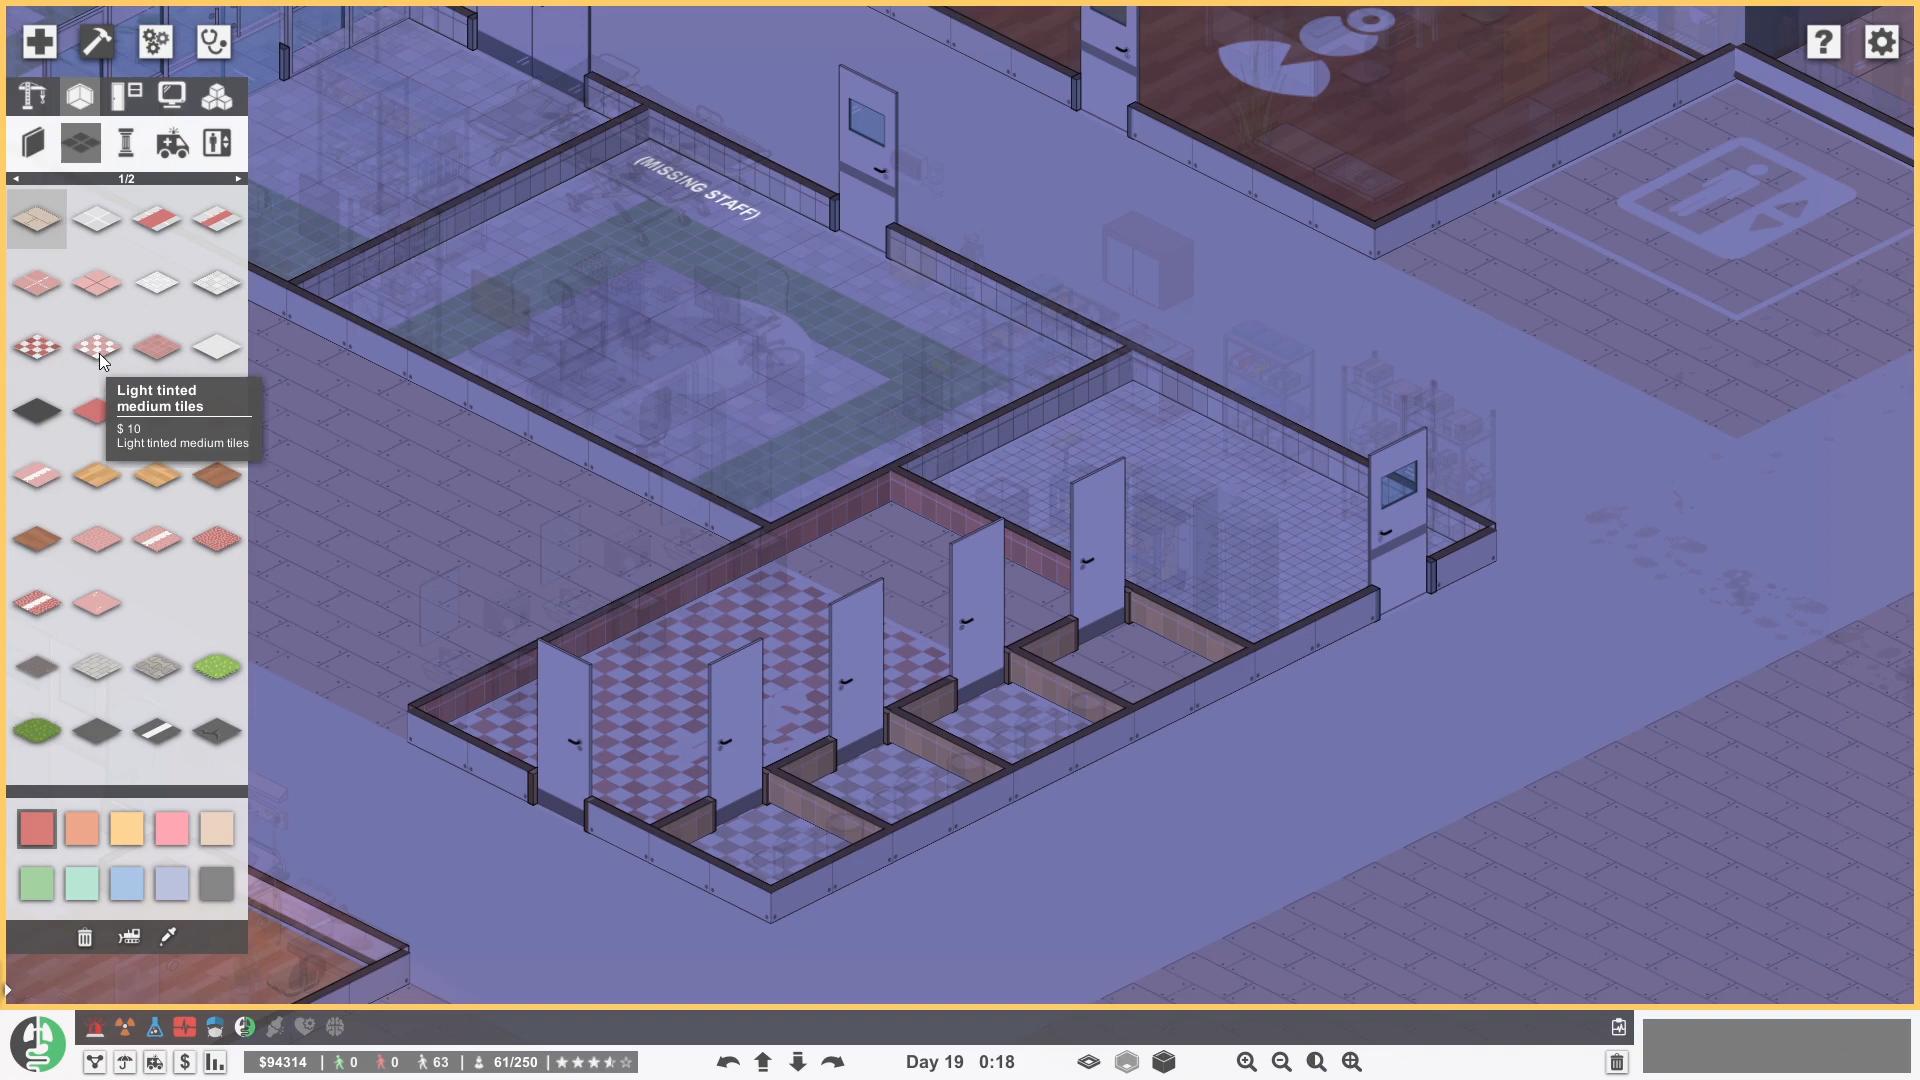 1/2
(MISSING STAFF)
Light tinted
medium tiles
$ 10
Light tinted medium tiles
$94314 | 0 0 63 | 61/250 |
Day 19 0:18